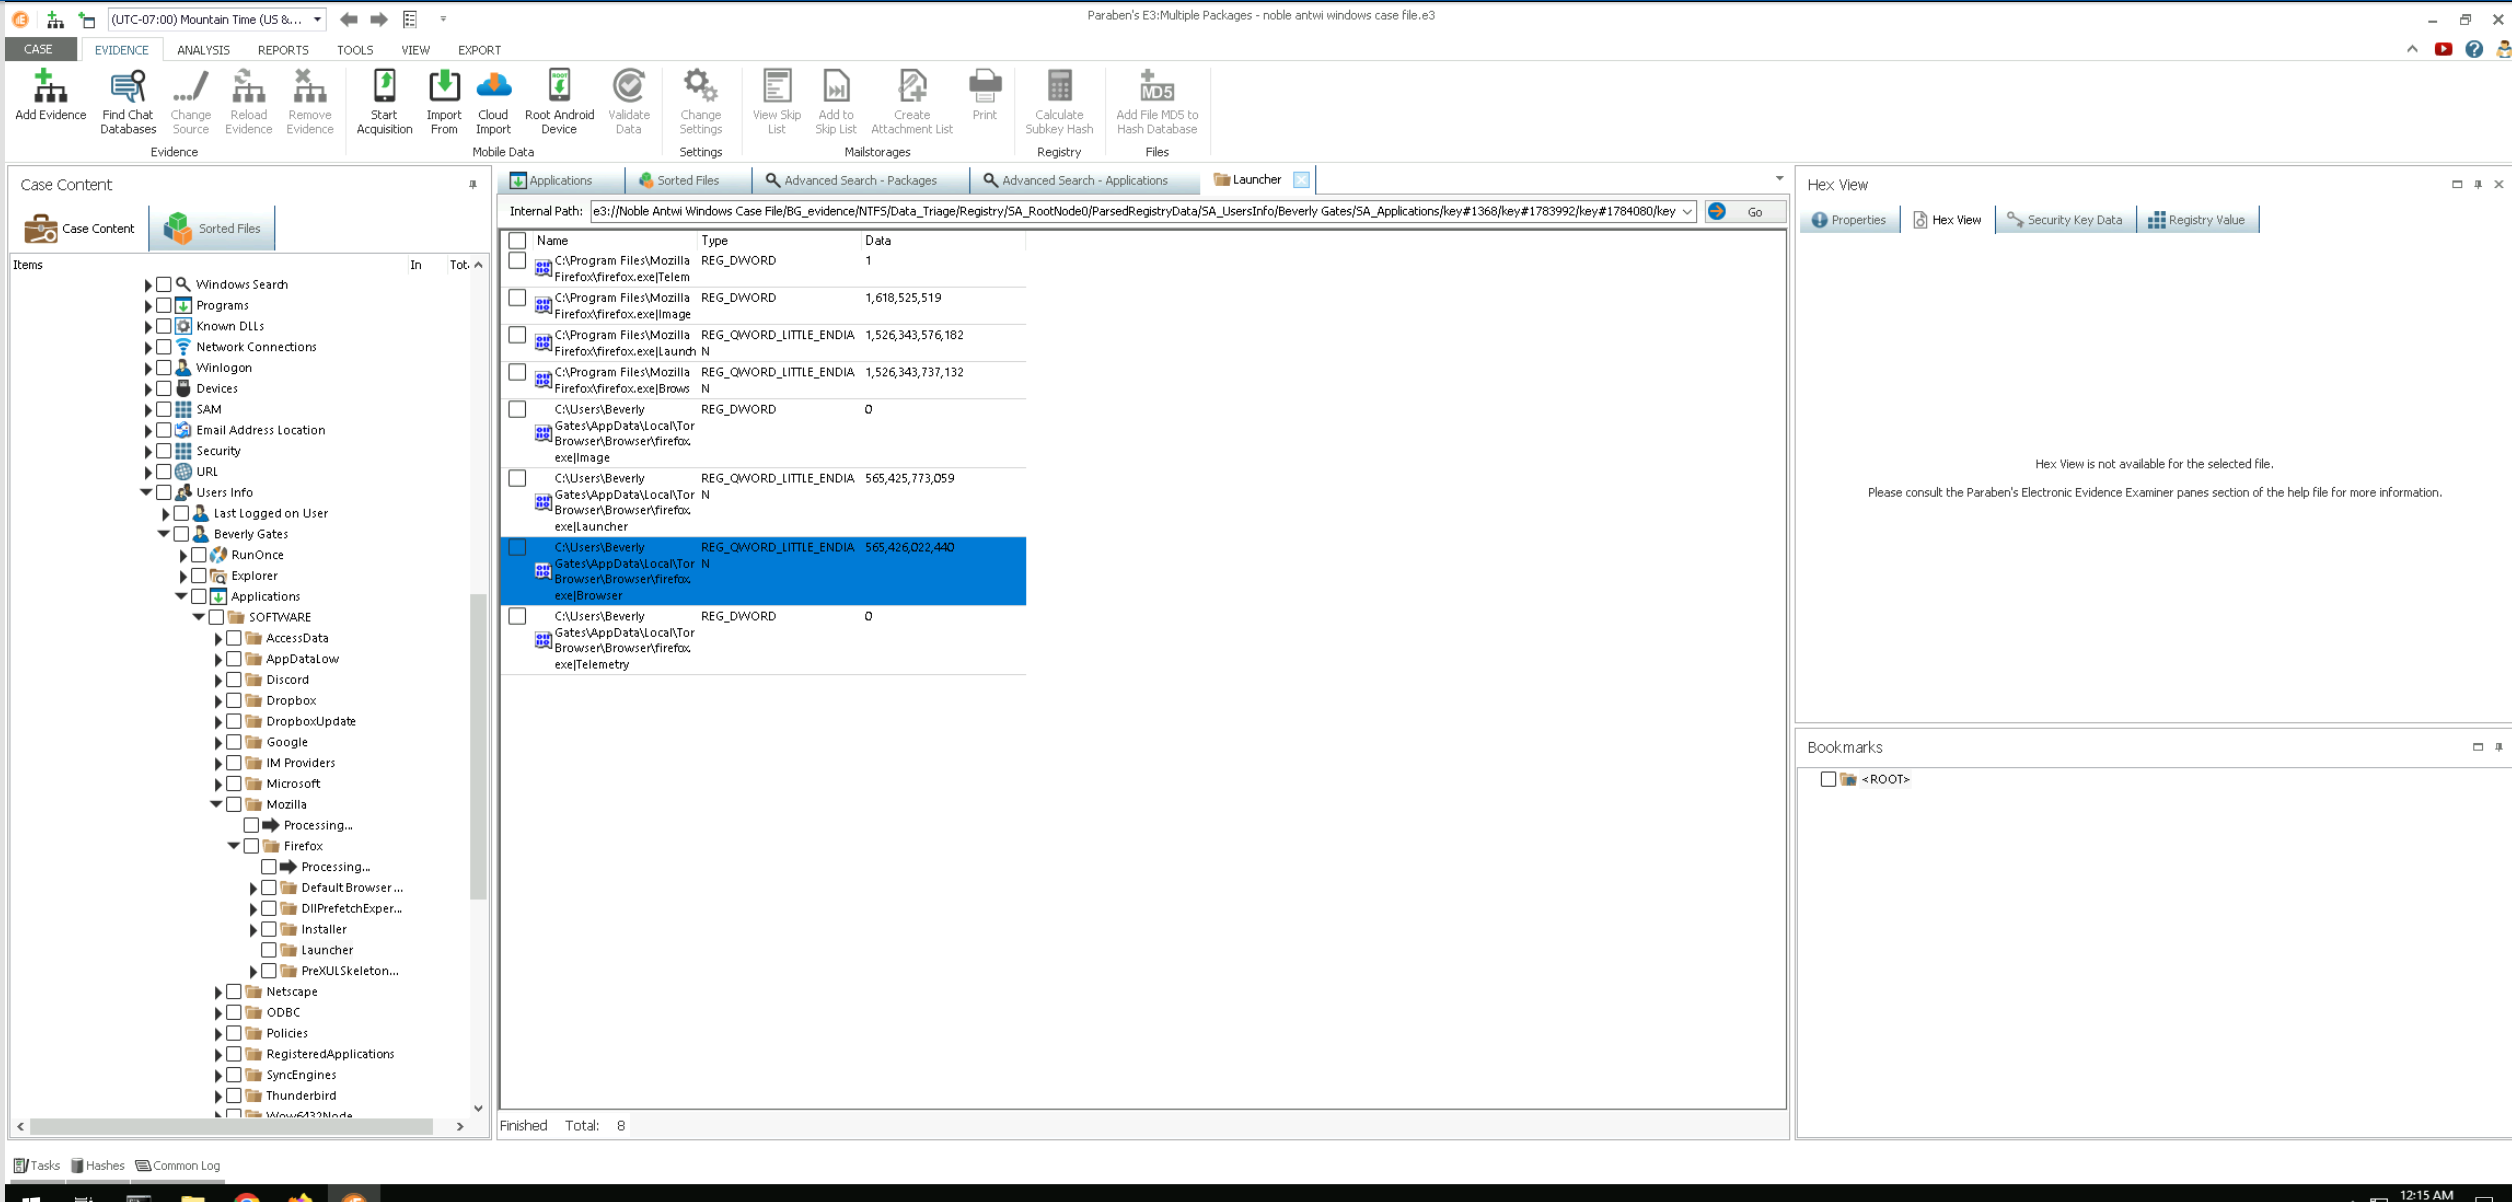 (UTC-07:00) Mountain Time (US &...
Paraben's E3:Multiple Packages - noble antwi windows case file.e3
CASE
EVIDENCE
ANALYSIS
REPORTS
TOOLS
VIEW
EXPORT
Add Evidence
Find Chat Databases
Change Source
Reload Evidence
Remove Evidence
Start Acquisition
Import From
Cloud Import
Root Android Device
Validate Data
Change Settings
View Skip List
Add to Skip List
Create Attachment List
Print
Calculate Subkey Hash
Add File MD5 to Hash Database
Evidence
Mobile Data
Settings
Mailstorages
Registry
Files
Case Content
Case Content
Sorted Files
Items
In
Tot.
Windows Search
Programs
Known DLLs
Network Connections
Winlogon
Devices
SAM
Email Address Location
Security
URL
Users Info
Last Logged on User
Beverly Gates
RunOnce
Explorer
Applications
SOFTWARE
AccessData
AppDataLow
Discord
Dropbox
DropboxUpdate
Google
IM Providers
Microsoft
Mozilla
Processing...
Firefox
Processing...
Default Browser ...
DllPrefetchExper...
Installer
Launcher
PreXULSkeleton...
Netscape
ODBC
Policies
RegisteredApplications
SyncEngines
Thunderbird
Wow6432Node
Applications
Sorted Files
Advanced Search - Packages
Advanced Search - Applications
Launcher
Internal Path:
e3://Noble Antwi Windows Case File/BG_evidence/NTFS/Data_Triage/Registry/SA_RootNode0/ParsedRegistryData/SA_UsersInfo/Beverly Gates/SA_Applications/key#1368/key#1783992/key#1784080/key
Go
Name
Type
Data
C:\Program Files\Mozilla REG_DWORD 1
Firefox\firefox.exe|Telem
C:\Program Files\Mozilla REG_DWORD 1,618,525,519
Firefox\firefox.exe|Image
C:\Program Files\Mozilla REG_QWORD_LITTLE_ENDIA 1,526,343,576,182
Firefox\firefox.exe|Launch N
C:\Program Files\Mozilla REG_QWORD_LITTLE_ENDIA 1,526,343,737,132
Firefox\firefox.exe|Brows N
C:\Users\Beverly REG_DWORD 0
Gates\AppData\Local\Tor
Browser\Browser\firefox.
exe|Image
C:\Users\Beverly REG_QWORD_LITTLE_ENDIA 565,425,773,059
Gates\AppData\Local\Tor N
Browser\Browser\firefox.
exe|Launcher
C:\Users\Beverly REG_QWORD_LITTLE_ENDIA 565,426,022,440
Gates\AppData\Local\Tor N
Browser\Browser\firefox.
exe|Browser
C:\Users\Beverly REG_DWORD 0
Gates\AppData\Local\Tor
Browser\Browser\firefox.
exe|Telemetry
Finished Total: 8
Hex View
Properties
Hex View
Security Key Data
Registry Value
Hex View is not available for the selected file.
Please consult the Paraben's Electronic Evidence Examiner panes section of the help file for more information.
Bookmarks
<ROOT>
Tasks
Hashes
Common Log
12:15 AM